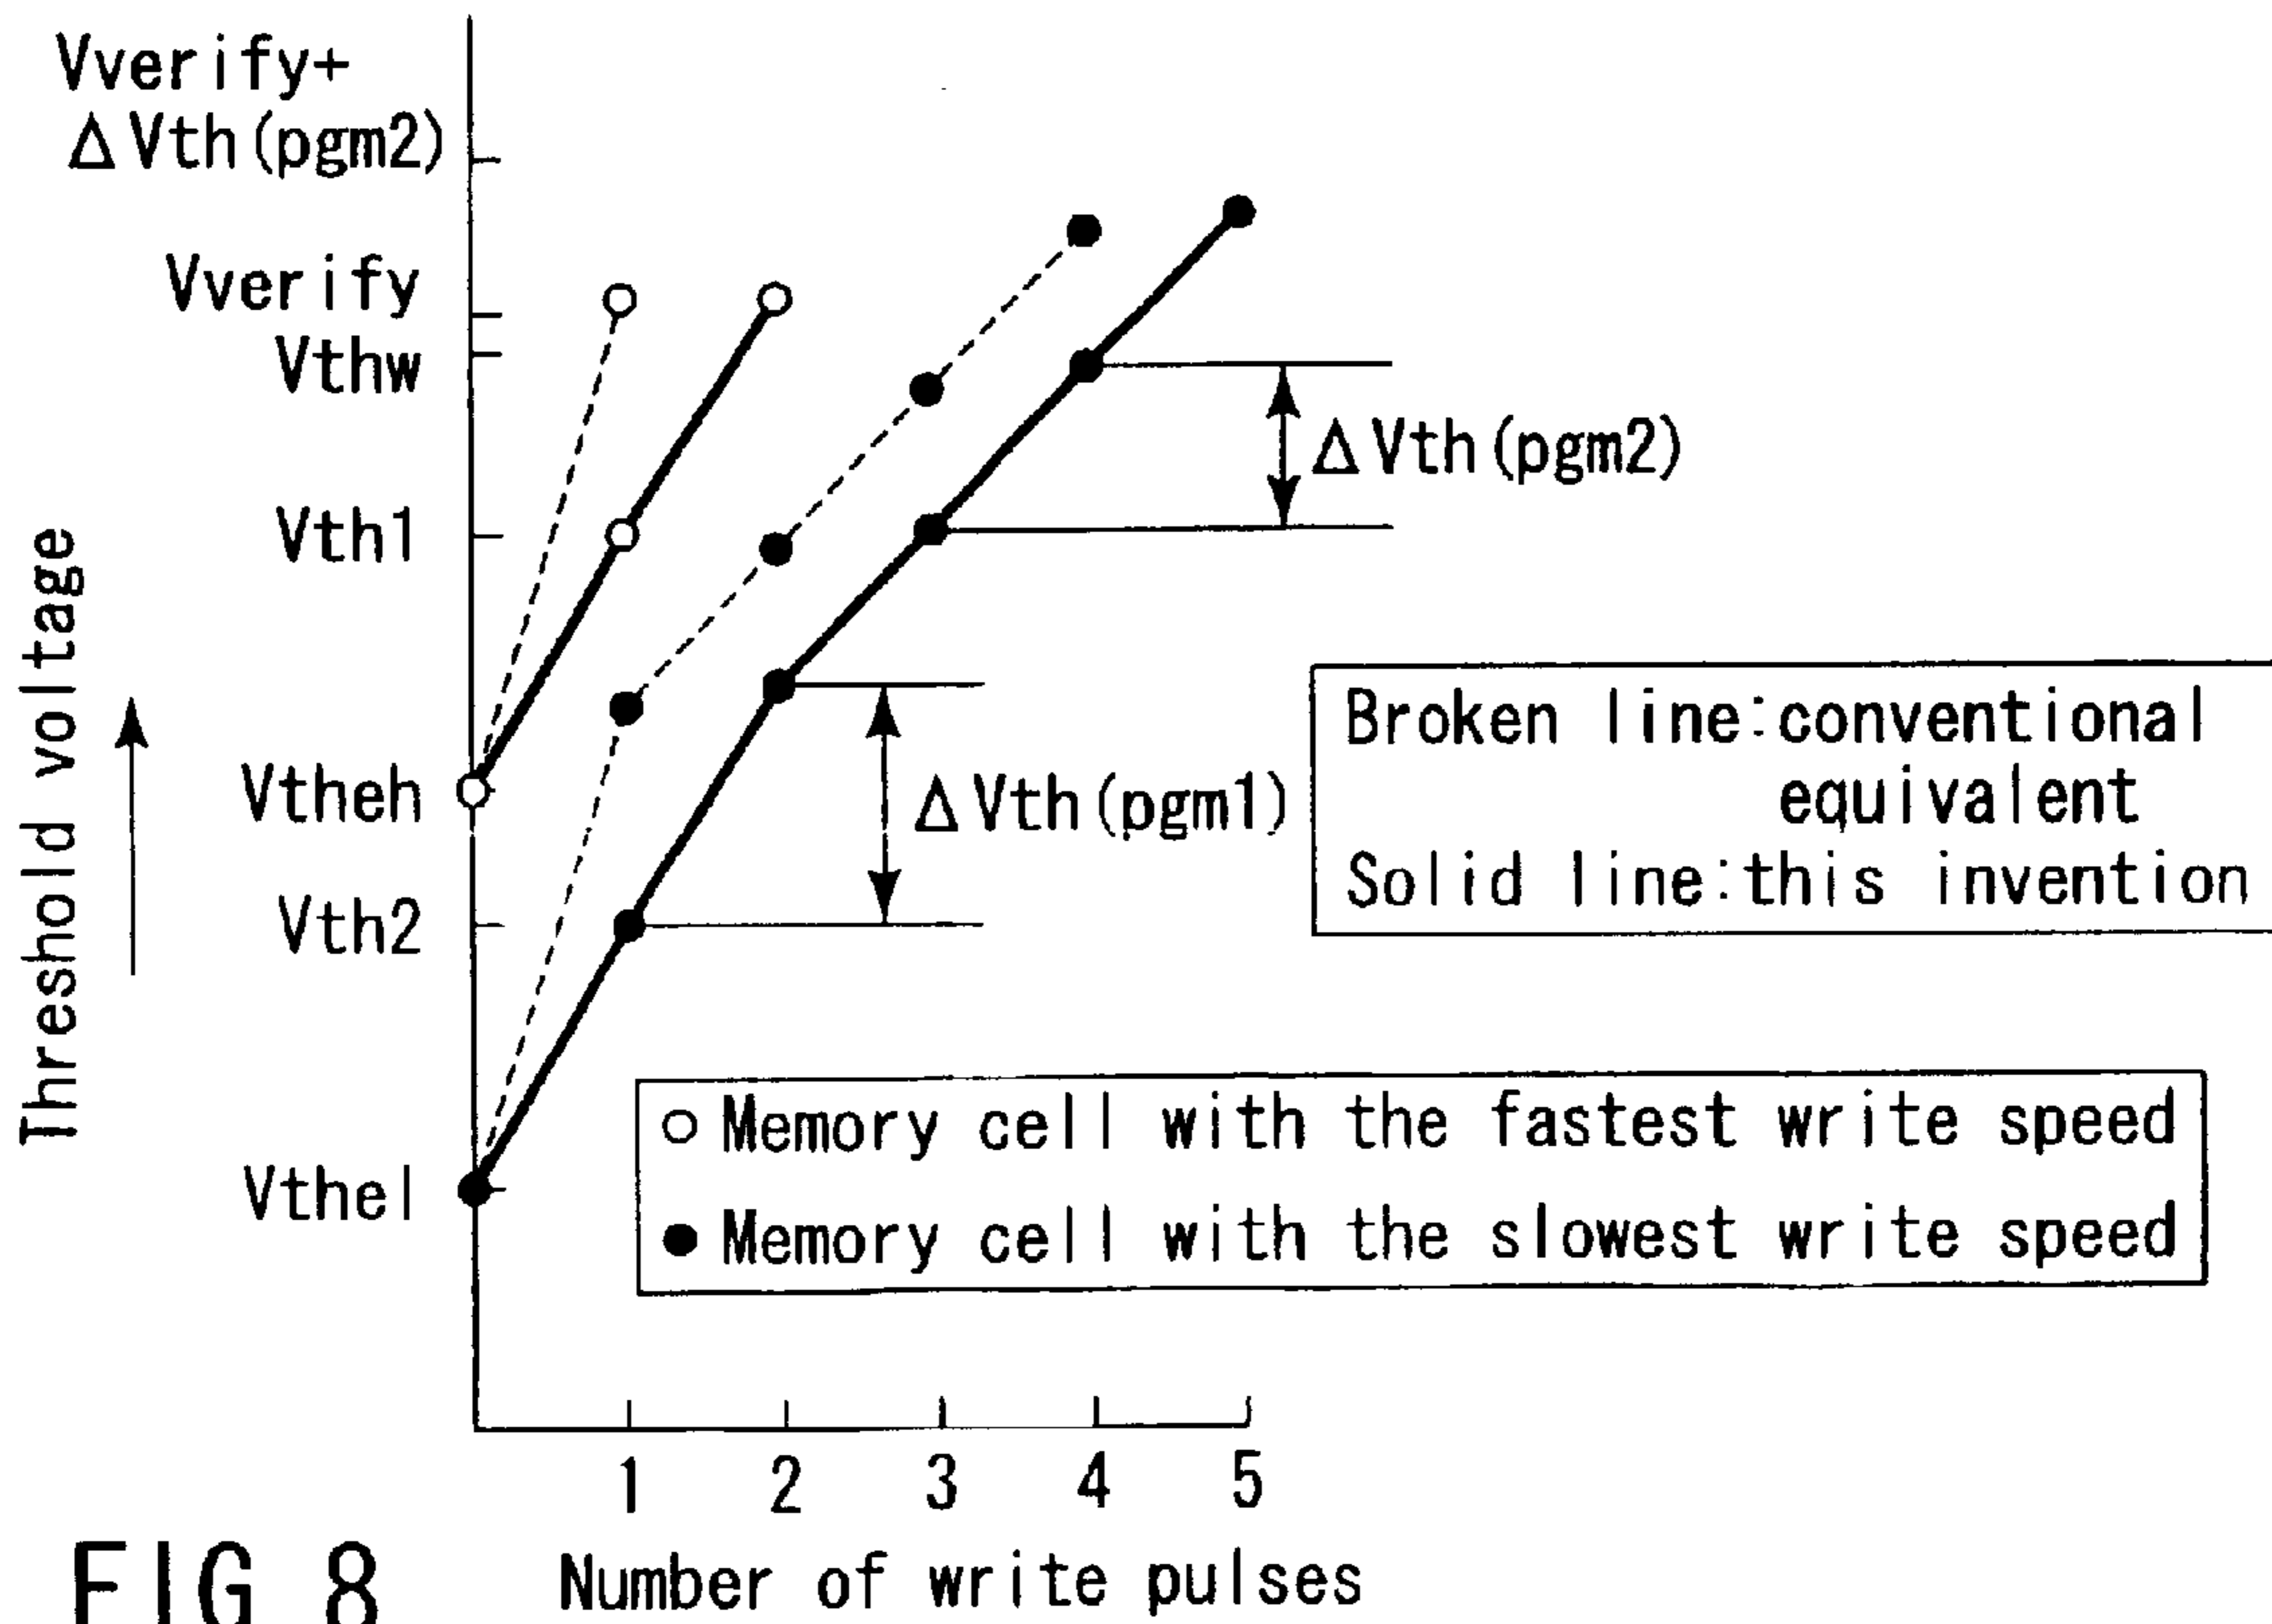 Vverify+
ΔVth(pgm2)
Vverify
Vthw
Vth1
Vtheh
Vth2
Vthel
Threshold voltage
ΔVth(pgm2)
ΔVth(pgm1)
Broken line:conventional
equivalent
Solid line:this invention
Memory cell with the fastest write speed
Memory cell with the slowest write speed
1 2 3 4 5
Number of write pulses
FIG 8